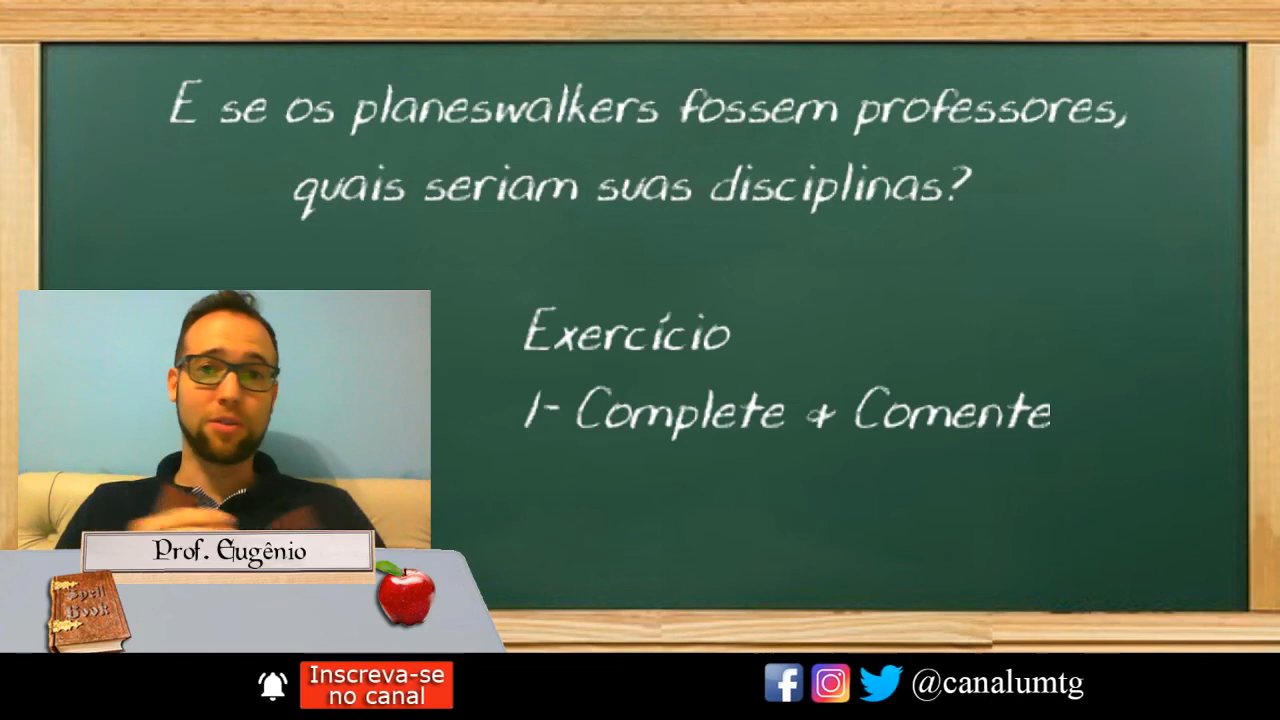 E se os planeswalkers fossem professores,
quais seriam suas disciplinas?
Exercício
1- Complete & Comente
Prof. Eugênio
Spell
Book
Inscreva-se
no canal
@canalumtg